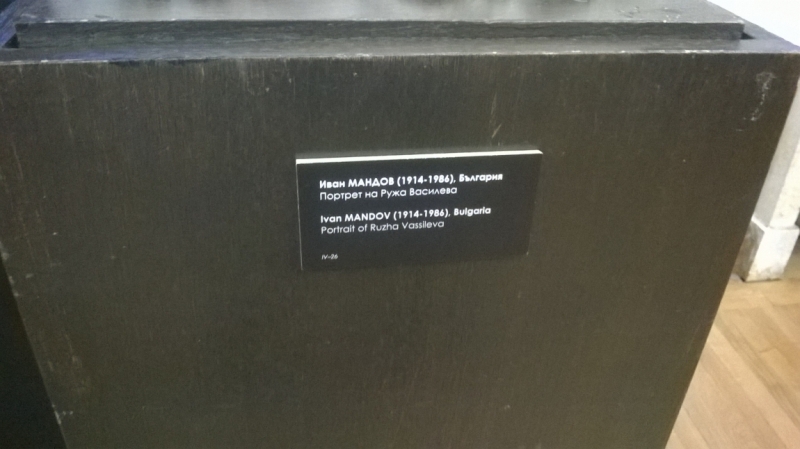 Иван МАНДОВ (1914-1986), България
Портрет на Ружа Василева
Ivan MANDOV (1914-1986), Bulgaria
Portrait of Ruzha Vassileva
IV-26